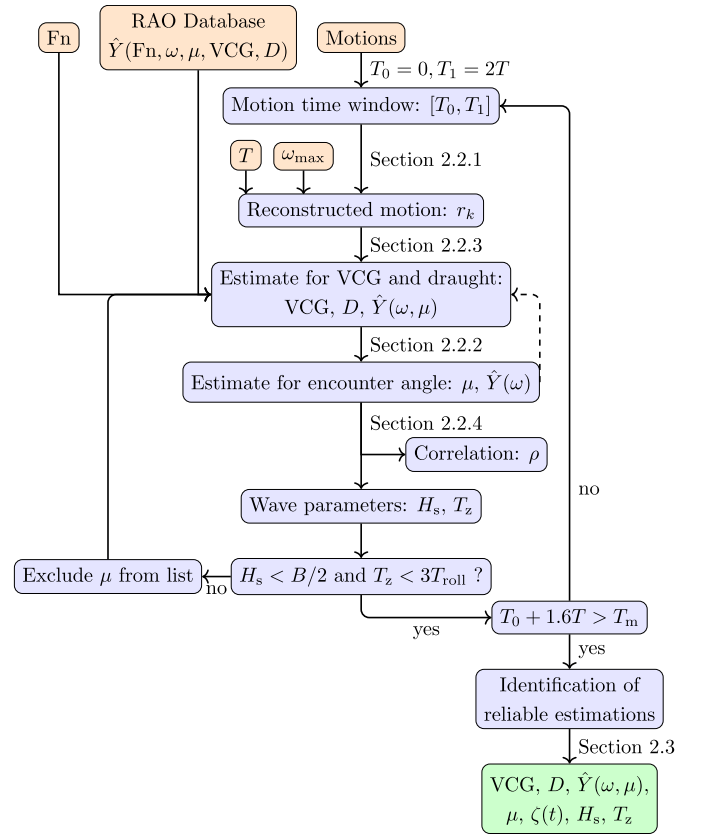 Fn
RAO Database
Ŷ(Fn, ω, μ, VCG, D)
Motions
T₀ = 0, T₁ = 2T
Motion time window: [T₀, T₁]
T
ω_max
Section 2.2.1
Reconstructed motion: r_k
Section 2.2.3
Estimate for VCG and draught:
VCG, D, Ŷ(ω, μ)
Section 2.2.2
Estimate for encounter angle: μ, Ŷ(ω)
Section 2.2.4
Correlation: ρ
no
Wave parameters: H_s, T_z
Exclude μ from list
no
H_s < B/2 and T_z < 3T_roll ?
yes
T₀ + 1.6T > T_m
yes
Identification of
reliable estimations
Section 2.3
VCG, D, Ŷ(ω, μ),
μ, ζ(t), H_s, T_z